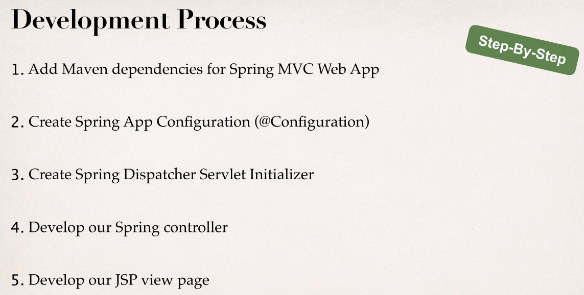 Development Process
Step-By-Step
1. Add Maven dependencies for Spring MVC Web App
2. Create Spring App Configuration (@Configuration)
3. Create Spring Dispatcher Servlet Initializer
4. Develop our Spring controller
5. Develop our JSP view page